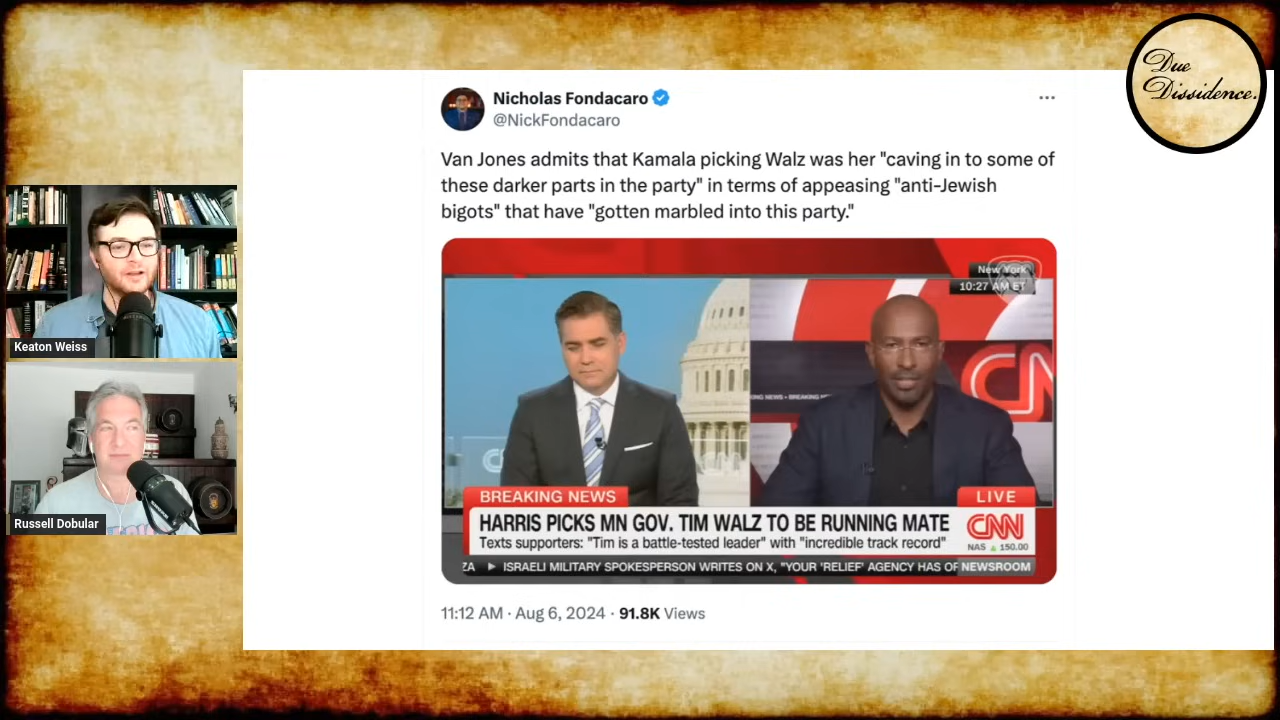 Due
Dissidence.
Nicholas Fondacaro
@NickFondacaro
Van Jones admits that Kamala picking Walz was her "caving in to some of
these darker parts in the party" in terms of appeasing "anti-Jewish
bigots" that have "gotten marbled into this party."
New York
10:27 AM ET
CNN
BREAKING NEWS
LIVE
HARRIS PICKS MN GOV. TIM WALZ TO BE RUNNING MATE
Texts supporters: "Tim is a battle-tested leader" with "incredible track record"
CNN
NAS ▲ 150.00
ZA ▶ ISRAELI MILITARY SPOKESPERSON WRITES ON X, "YOUR 'RELIEF' AGENCY HAS OF
NEWSROOM
11:12 AM · Aug 6, 2024 · 91.8K Views
Keaton Weiss
Russell Dobular